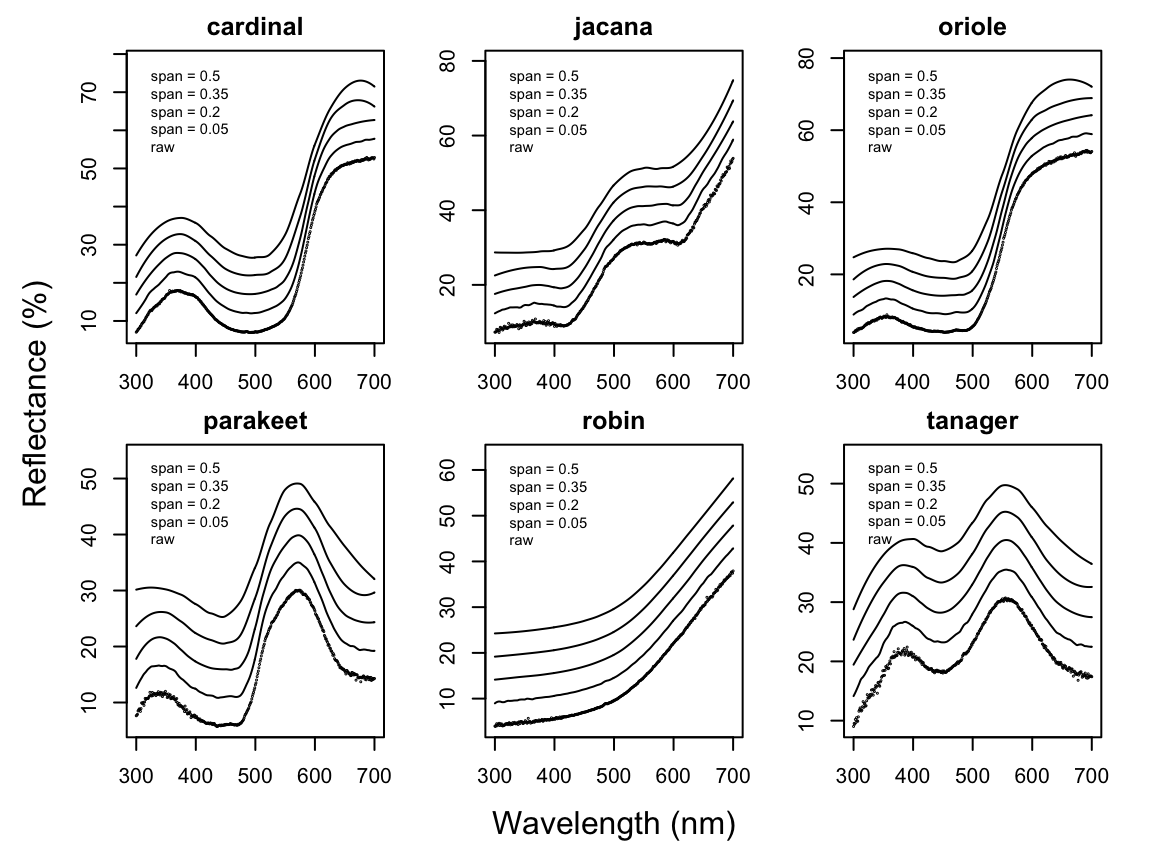 cardinal
70
50
30
10
span = 0.5
span = 0.35
span = 0.2
span = 0.05
raw
300 400 500 600 700
jacana
80
60
40
20
span = 0.5
span = 0.35
span = 0.2
span = 0.05
raw
300 400 500 600 700
oriole
80
60
40
20
span = 0.5
span = 0.35
span = 0.2
span = 0.05
raw
300 400 500 600 700
Reflectance (%)
parakeet
50
40
30
20
10
span = 0.5
span = 0.35
span = 0.2
span = 0.05
raw
300 400 500 600 700
robin
60
50
40
30
20
10
span = 0.5
span = 0.35
span = 0.2
span = 0.05
raw
300 400 500 600 700
tanager
50
40
30
20
10
span = 0.5
span = 0.35
span = 0.2
span = 0.05
raw
300 400 500 600 700
Wavelength (nm)